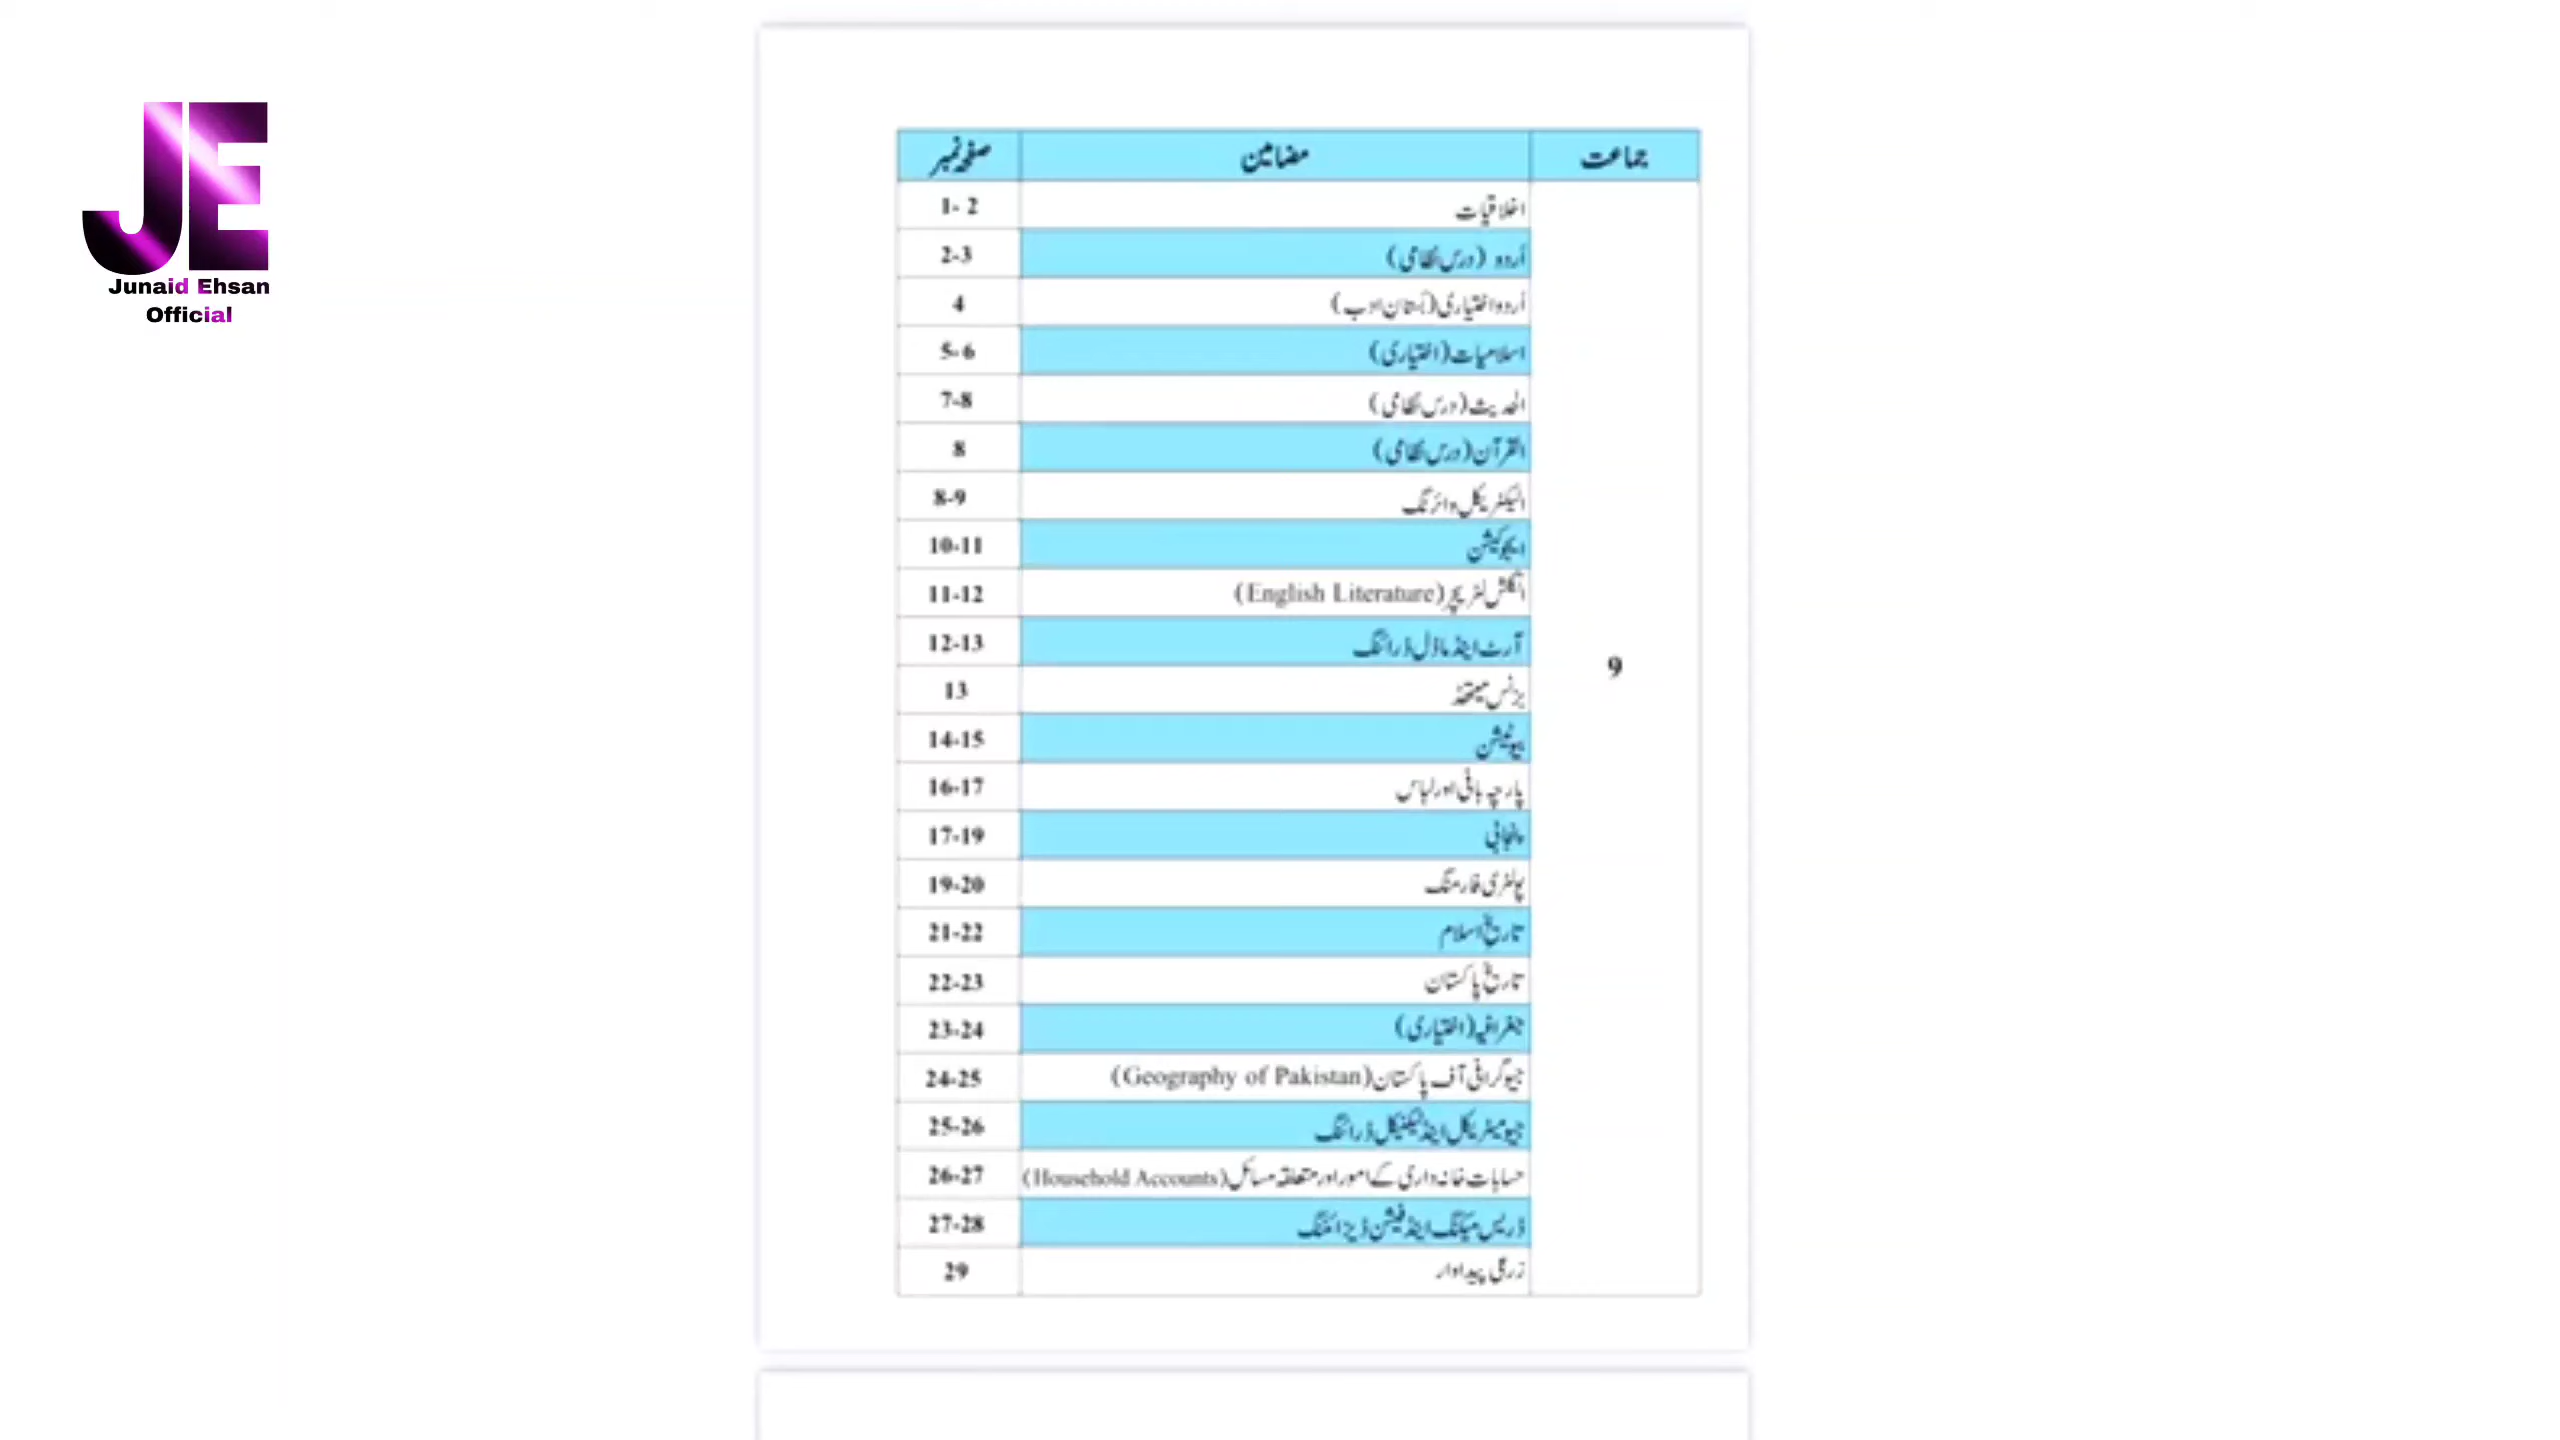 JE
Junaid Ehsan
Official
جماعت مضامین صفحہ نمبر
اخلاقیات 1-2
اُردو (درس نظامی) 2-3
اُردو اختیاری (بُستان ادب) 4
اسلامیات (اختیاری) 5-6
الحدیث (درس نظامی) 7-8
القرآن (درس نظامی) 8
الیکٹریکل وائرنگ 8-9
ایجوکیشن 10-11
انگلش لٹریچر (English Literature) 11-12
آرٹ اینڈ ماڈل ڈرائنگ 12-13
9
بزنس میتھڈ 13
بیوٹیشن 14-15
پارچہ بافی اور لباس 16-17
پنجابی 17-19
پولٹری فارمنگ 19-20
تاریخ اسلام 21-22
تاریخ پاکستان 22-23
جغرافیہ (اختیاری) 23-24
جیوگرافی آف پاکستان (Geography of Pakistan) 24-25
جیومیٹریکل اینڈ ٹیکنیکل ڈرائنگ 25-26
حسابات خانہ داری کے امور اور متعلقہ مسائل (Household Accounts) 26-27
ڈریس میکنگ اینڈ فیشن ڈیزائننگ 27-28
زرعی پیداوار 29